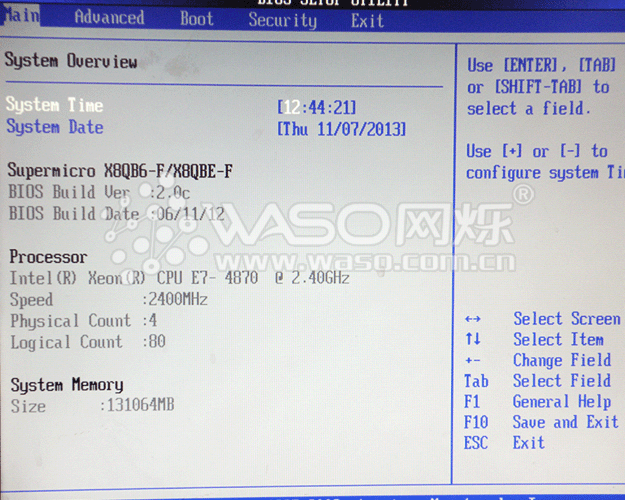 BIOS SETUP UTILITY
Main Advanced Boot Security Exit
System Overview
System Time [12:44:21]
System Date [Thu 11/07/2013]
Supermicro X8QB6-F/X8QBE-F
BIOS Build Ver :2.0c
BIOS Build Date :06/11/12
Processor
Intel(R) Xeon(R) CPU E7- 4870 @ 2.40GHz
Speed :2400MHz
Physical Count :4
Logical Count :80
System Memory
Size :131064MB
Use [ENTER], [TAB]
or [SHIFT-TAB] to
select a field.
Use [+] or [-] to
configure system Ti
↔ Select Screen
↑↓ Select Item
+- Change Field
Tab Select Field
F1 General Help
F10 Save and Exit
ESC Exit
WASO网烁®
www.waso.com.cn